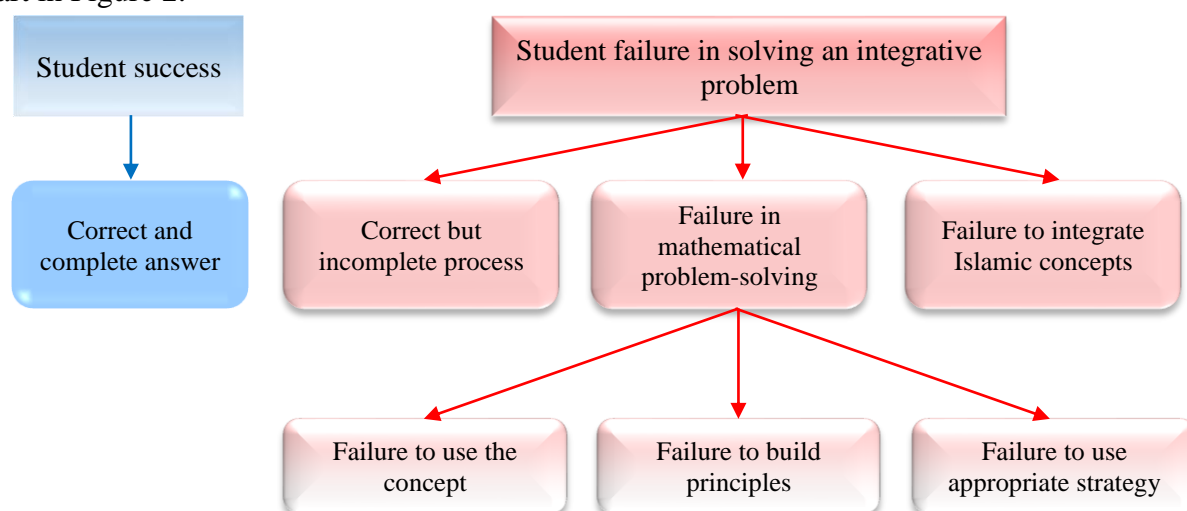 Student success
Student failure in solving an integrative
problem
Correct and
complete answer
Correct but
incomplete process
Failure in
mathematical
problem-solving
Failure to integrate
Islamic concepts
Failure to use the
concept
Failure to build
principles
Failure to use
appropriate strategy